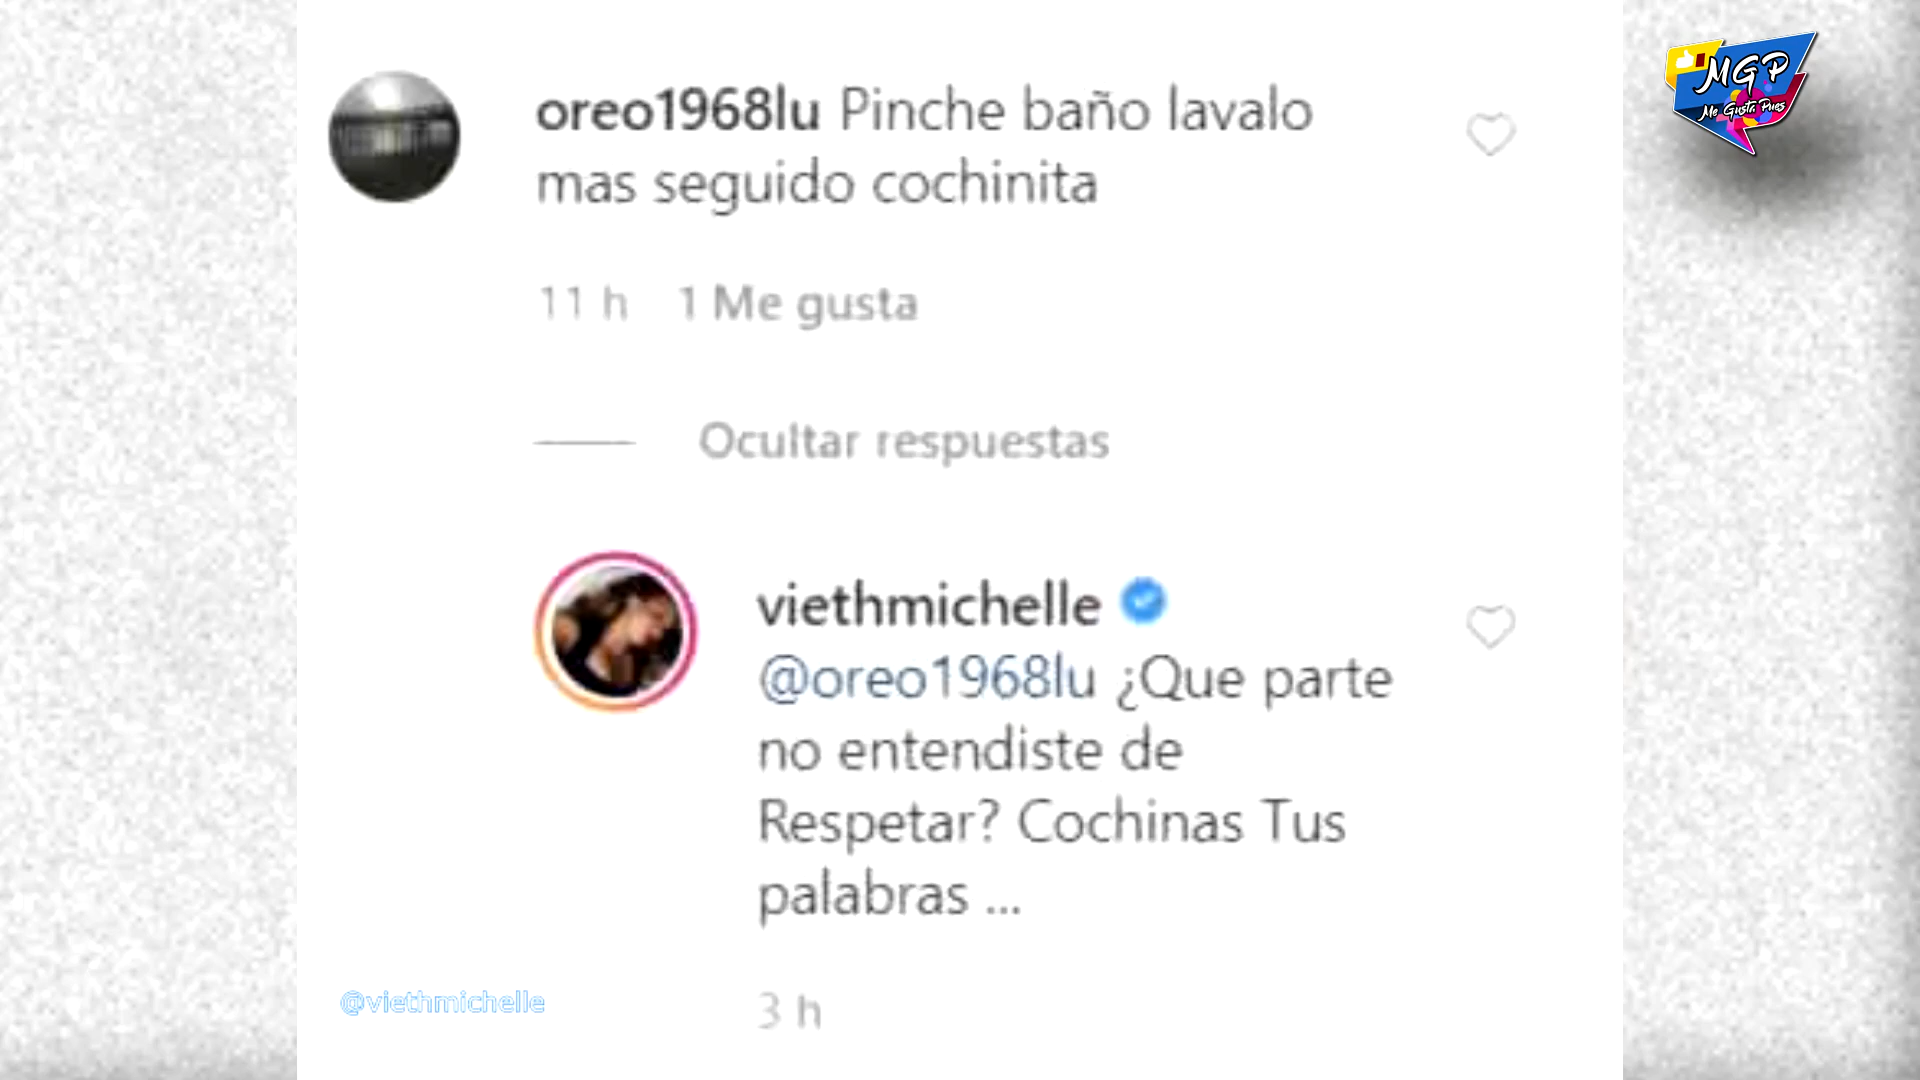 MGP
Me Gusta Pues
oreo1968lu Pinche baño lavalo
mas seguido cochinita
11 h 1 Me gusta
Ocultar respuestas
viethmichelle
@oreo1968lu ¿Que parte
no entendiste de
Respetar? Cochinas Tus
palabras ...
3 h
@viethmichelle